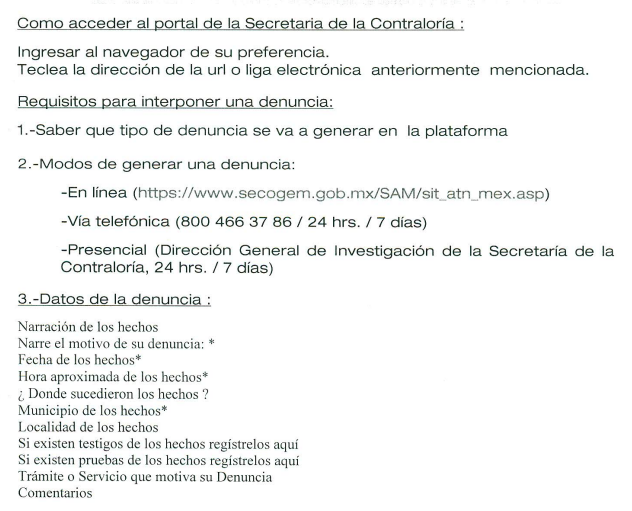 Como acceder al portal de la Secretaria de la Contraloría :
Ingresar al navegador de su preferencia.
Teclea la dirección de la url o liga electrónica anteriormente mencionada.
Requisitos para interponer una denuncia:
1.-Saber que tipo de denuncia se va a generar en la plataforma
2.-Modos de generar una denuncia:
-En línea (https://www.secogem.gob.mx/SAM/sit_atn_mex.asp)
-Vía telefónica (800 466 37 86 / 24 hrs. / 7 días)
-Presencial (Dirección General de Investigación de la Secretaría de la
Contraloría, 24 hrs. / 7 días)
3.-Datos de la denuncia :
Narración de los hechos
Narre el motivo de su denuncia: *
Fecha de los hechos*
Hora aproximada de los hechos*
¿ Donde sucedieron los hechos ?
Municipio de los hechos*
Localidad de los hechos
Si existen testigos de los hechos regístrelos aquí
Si existen pruebas de los hechos regístrelos aquí
Trámite o Servicio que motiva su Denuncia
Comentarios